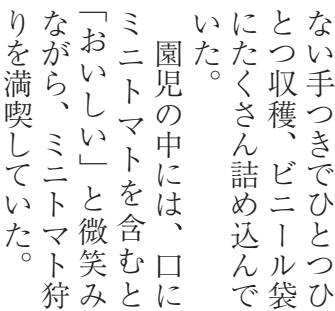 ない手つきでひとつひ
とつ収穫、ビニール袋
にたくさん詰め込んで
いた。
園児の中には、口に
ミニトマトを含むと
「おいしい」と微笑み
ながら、ミニトマト狩
りを満喫していた。